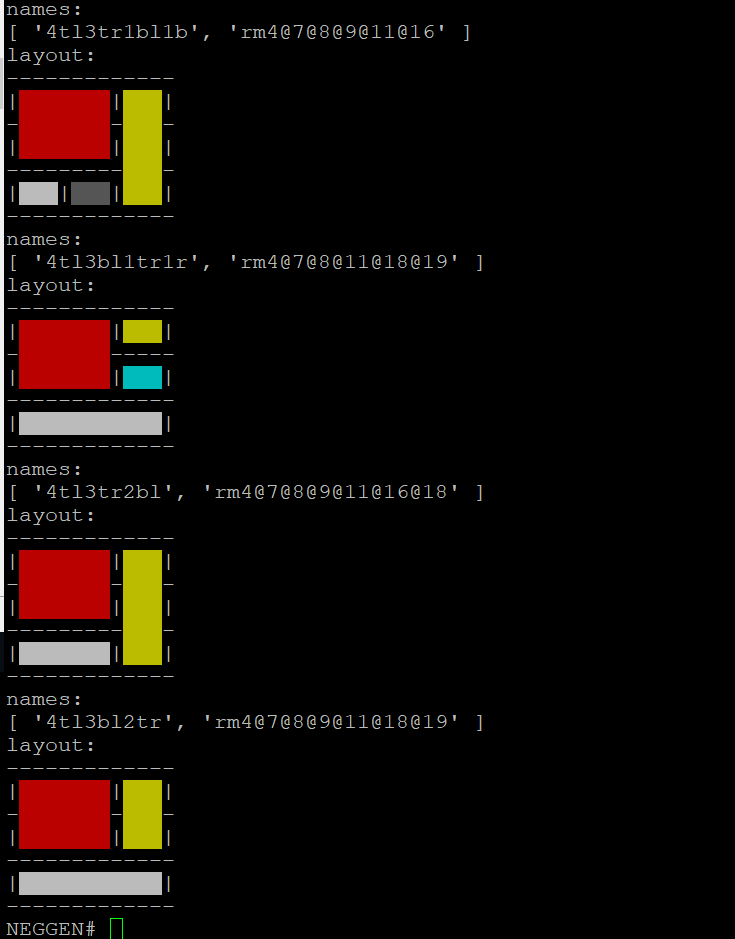 names:
[ '4tl3tr1bl1b', 'rm4@7@8@9@11@16' ]
layout:
names:
[ '4tl3bl1tr1r', 'rm4@7@8@11@18@19' ]
layout:
names:
[ '4tl3tr2bl', 'rm4@7@8@9@11@16@18' ]
layout:
names:
[ '4tl3bl2tr', 'rm4@7@8@9@11@18@19' ]
layout:
NEGGEN#